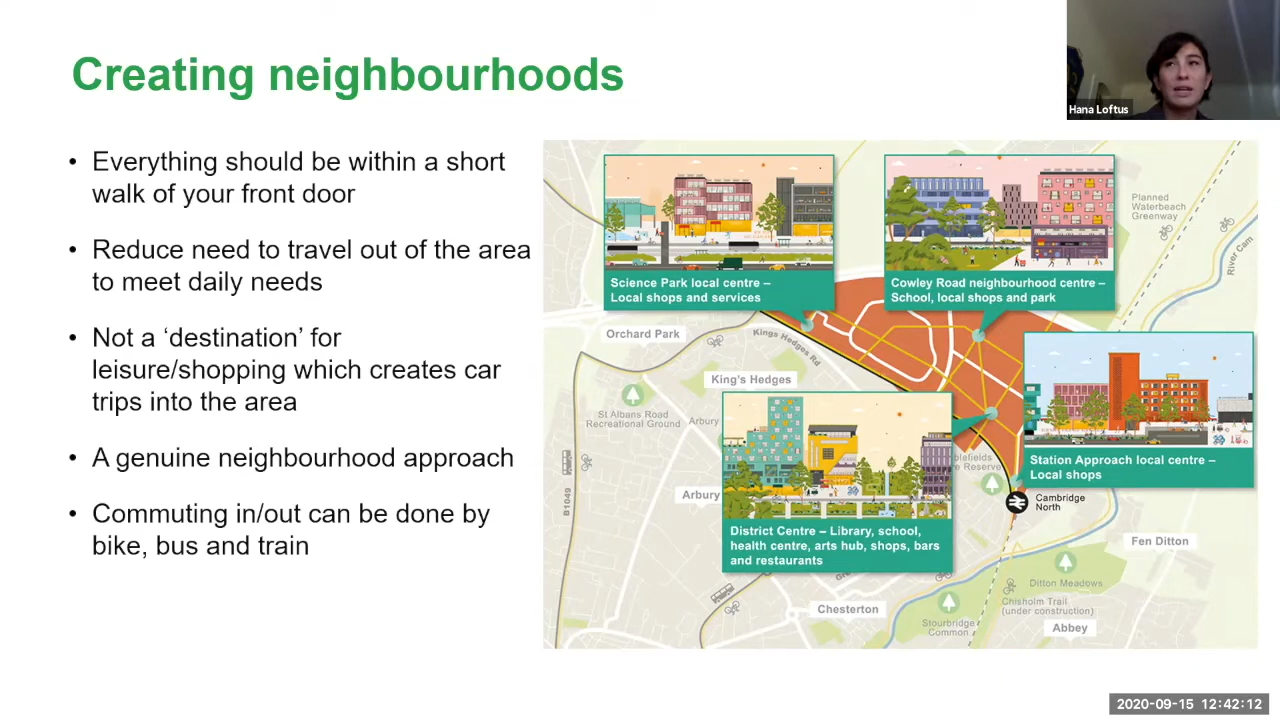 Creating neighbourhoods
Hana Loftus
• Everything should be within a short
walk of your front door
• Reduce need to travel out of the area
to meet daily needs
• Not a ‘destination’ for
leisure/shopping which creates car
trips into the area
• A genuine neighbourhood approach
• Commuting in/out can be done by
bike, bus and train
Science Park local centre –
Local shops and services
Cowley Road neighbourhood centre –
School, local shops and park
Planned
Waterbeach
Greenway
River Cam
Orchard Park
Kings Hedges Rd
King's Hedges
St Albans Road
Recreational Ground
Arbury
B1049
Arbury
Station Approach local centre –
Local shops
Cambridge
North
District Centre – Library, school,
health centre, arts hub, shops, bars
and restaurants
Fen Ditton
Ditton Meadows
Chisholm Trail
(under construction)
Chesterton
Stourbridge
Common
Abbey
2020-09-15 12:42:12